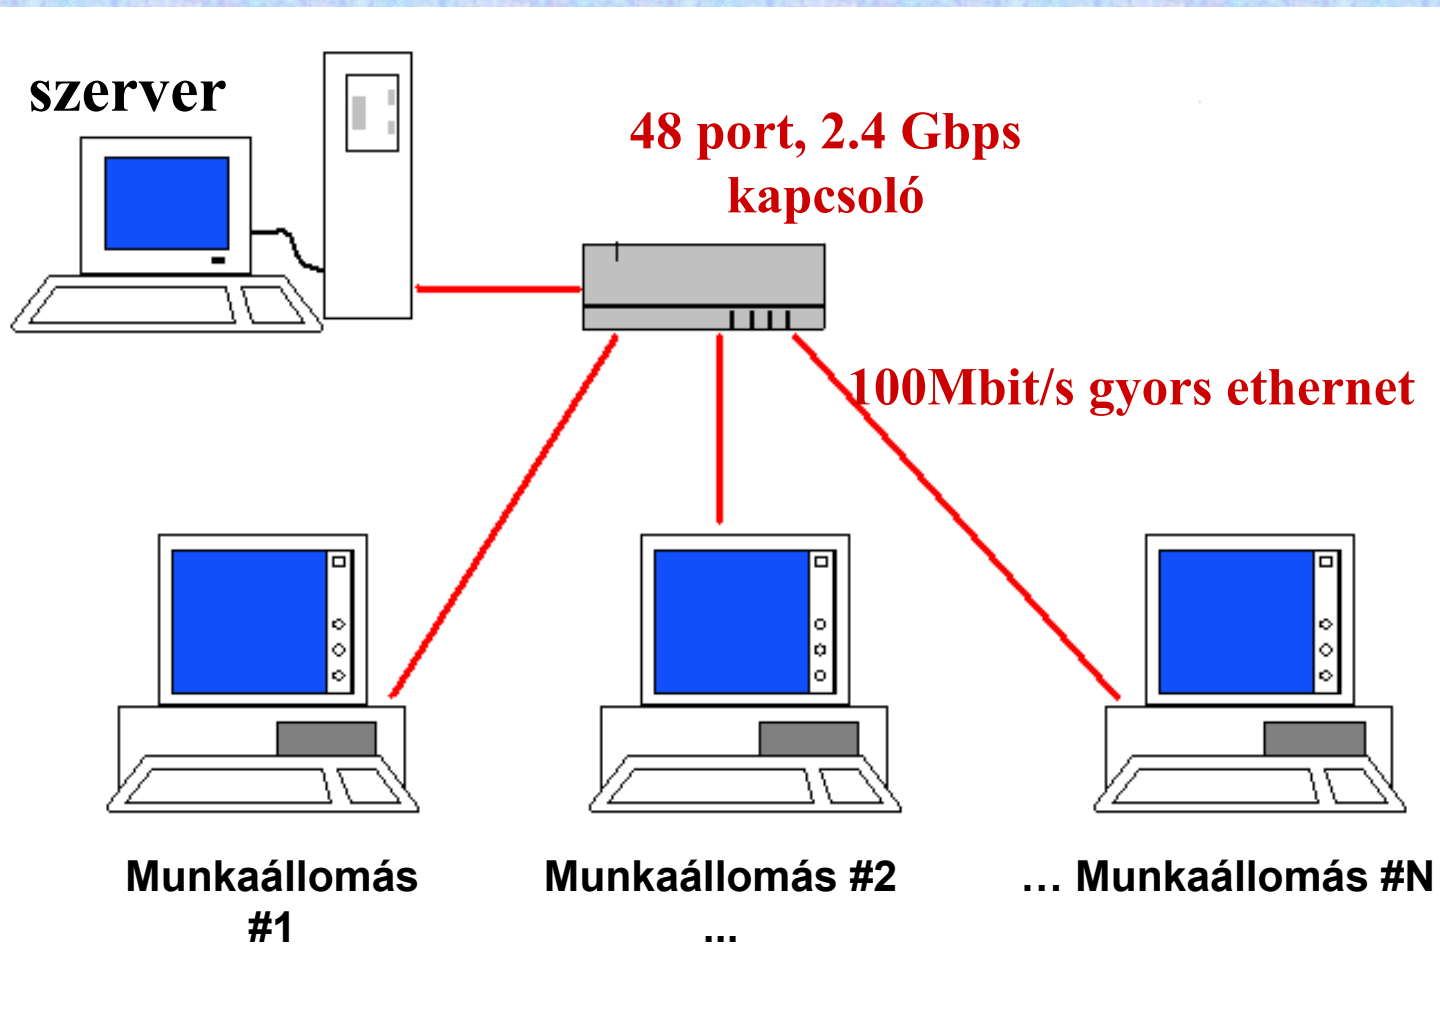 szerver
48 port, 2.4 Gbps
kapcsoló
100Mbit/s gyors ethernet
Munkaállomás
#1
Munkaállomás #2
...
… Munkaállomás #N